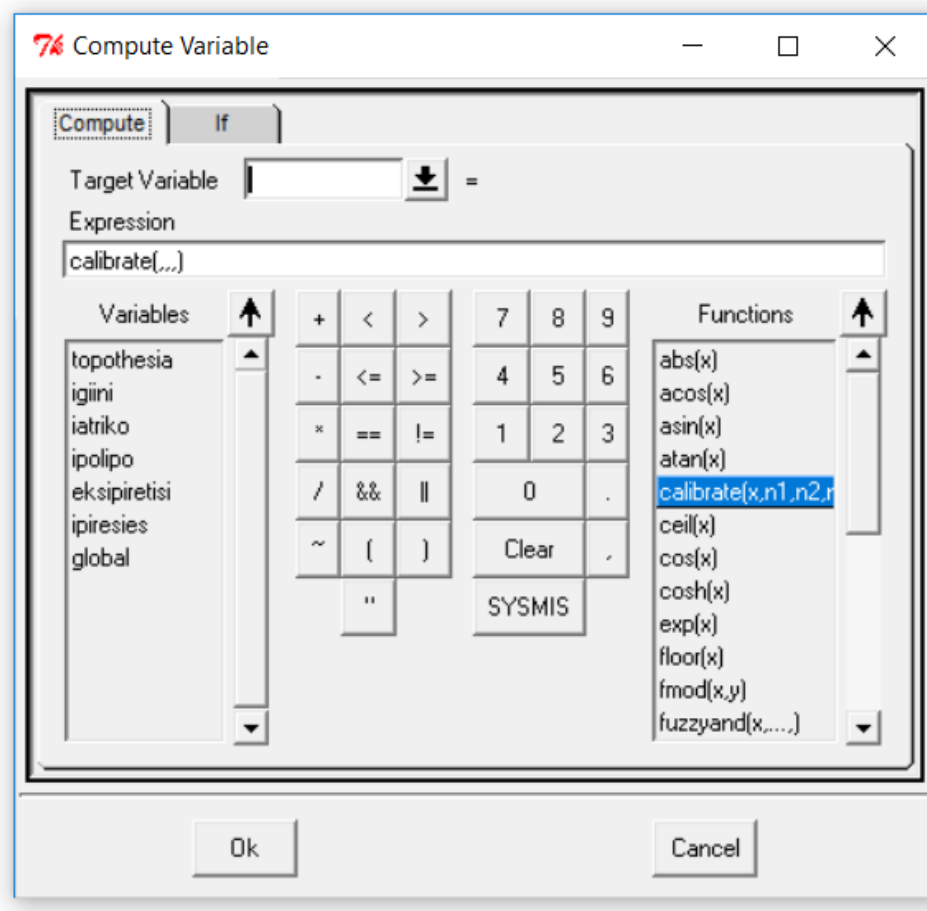 Compute Variable
Compute If
Target Variable =
Expression
calibrate(,,,)
Variables
topothesia
igiini
iatriko
ipolipo
eksipiretisi
ipiresies
global
+ < >
- <= >=
* == !=
/ && ||
~ ( )
"
7 8 9
4 5 6
1 2 3
0 .
Clear ,
SYSMIS
Functions
abs(x)
acos(x)
asin(x)
atan(x)
calibrate(x,n1,n2,r
ceil(x)
cos(x)
cosh(x)
exp(x)
floor(x)
fmod(x,y)
fuzzyand(x,...,)
Ok Cancel